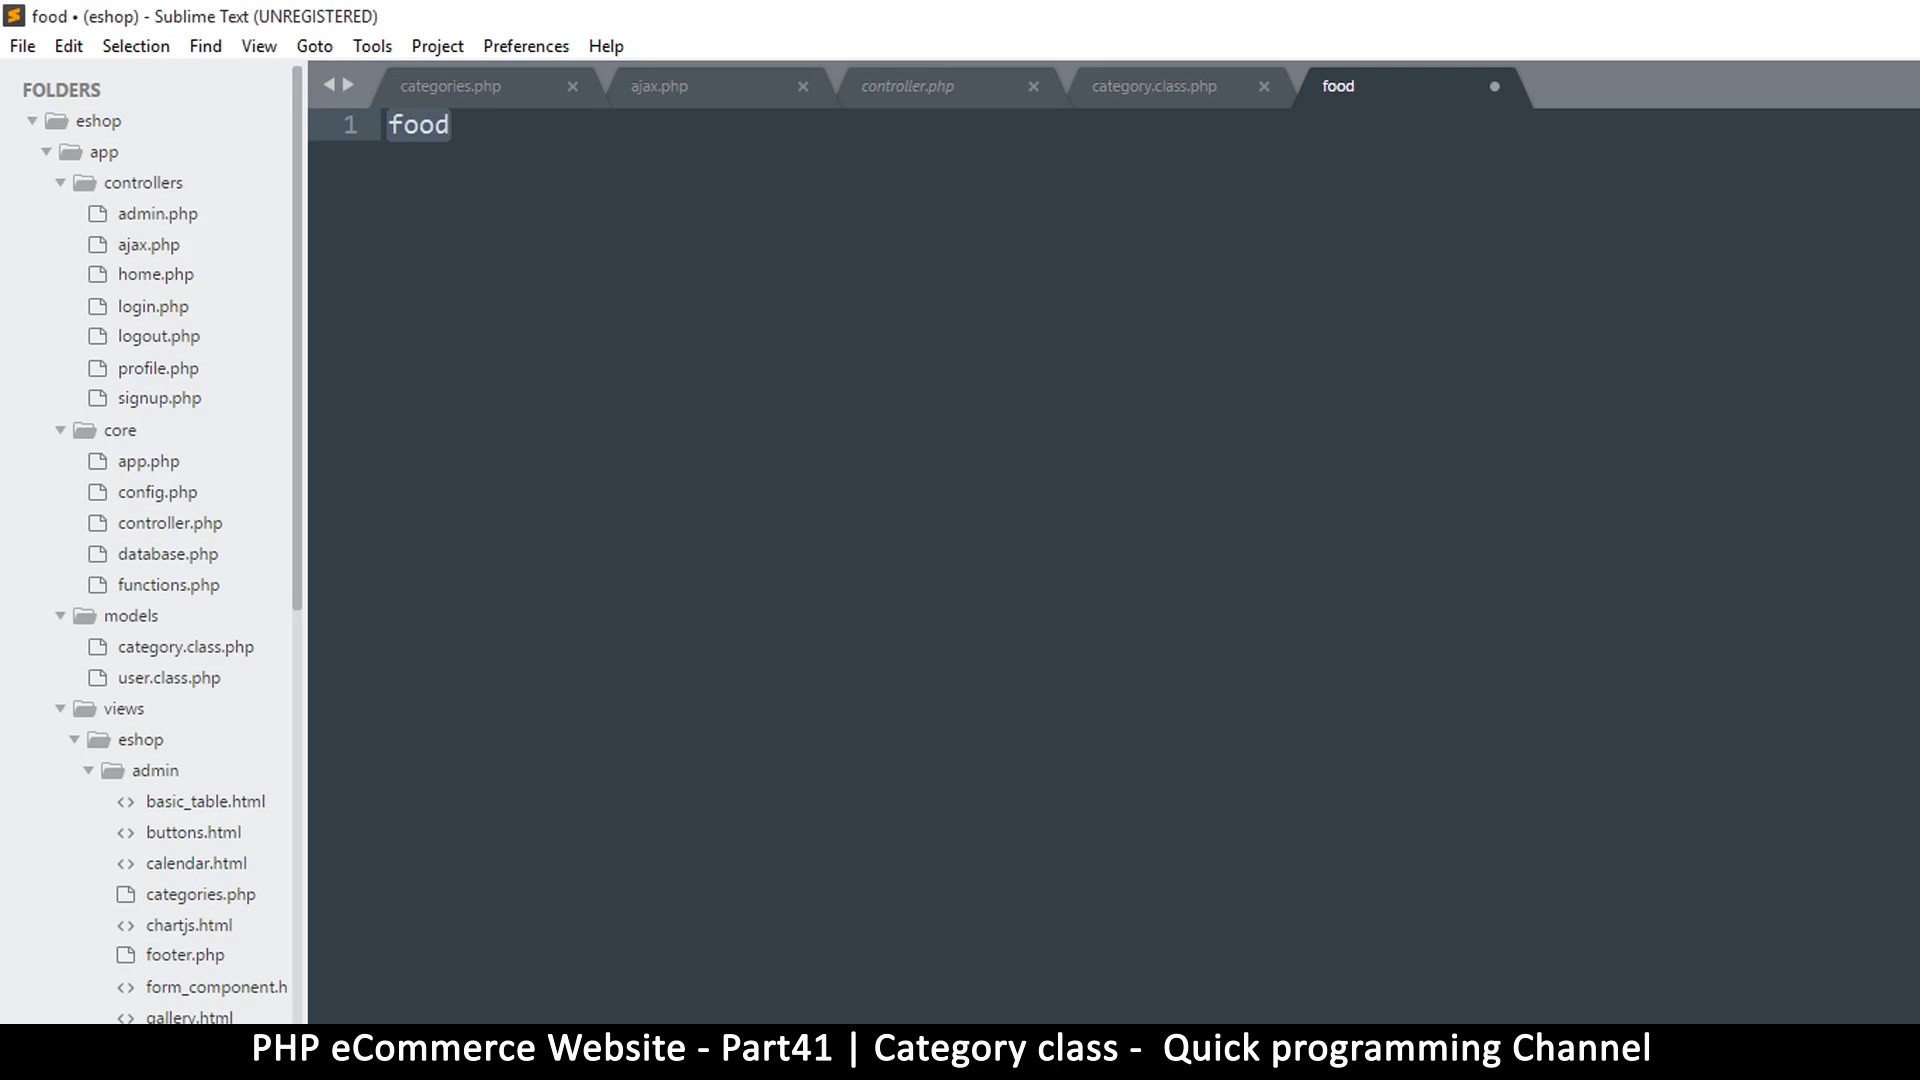 food • (eshop) - Sublime Text (UNREGISTERED)
File Edit Selection Find View Goto Tools Project Preferences Help
FOLDERS
eshop
app
controllers
admin.php
ajax.php
home.php
login.php
logout.php
profile.php
signup.php
core
app.php
config.php
controller.php
database.php
functions.php
models
category.class.php
user.class.php
views
eshop
admin
basic_table.html
buttons.html
calendar.html
categories.php
chartjs.html
footer.php
form_component.h
gallery.html
categories.php ajax.php controller.php category.class.php food
1 food
PHP eCommerce Website - Part41 | Category class - Quick programming Channel